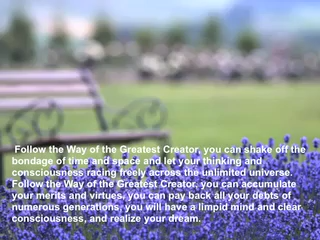 Follow the Way of the Greatest Creator, you can shake off the
bondage of time and space and let your thinking and
consciousness racing freely across the unlimited universe.
Follow the Way of the Greatest Creator, you can accumulate
your merits and virtues, you can pay back all your debts of
numerous generations, you will have a limpid mind and clear
consciousness, and realize your dream.